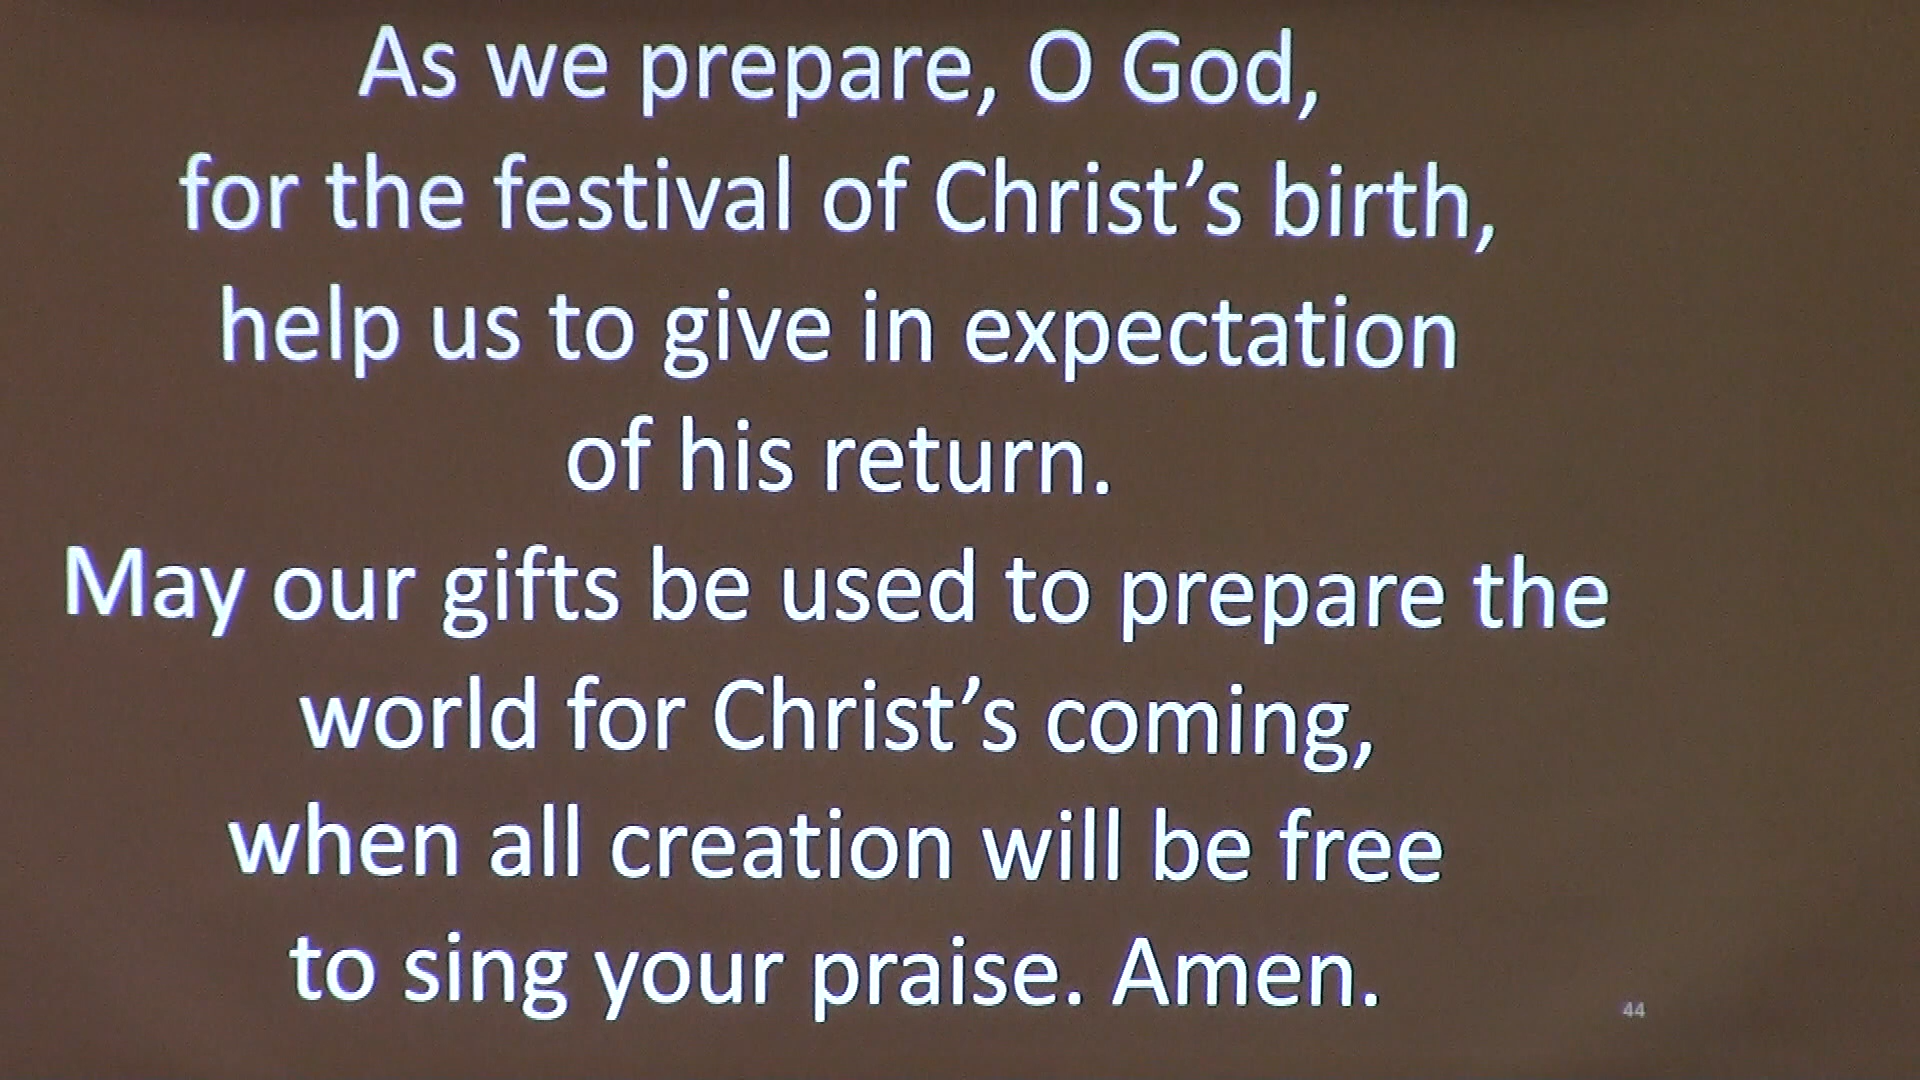 As we prepare, O God,
for the festival of Christ’s birth,
help us to give in expectation
of his return.
May our gifts be used to prepare the
world for Christ’s coming,
when all creation will be free
to sing your praise. Amen.
44